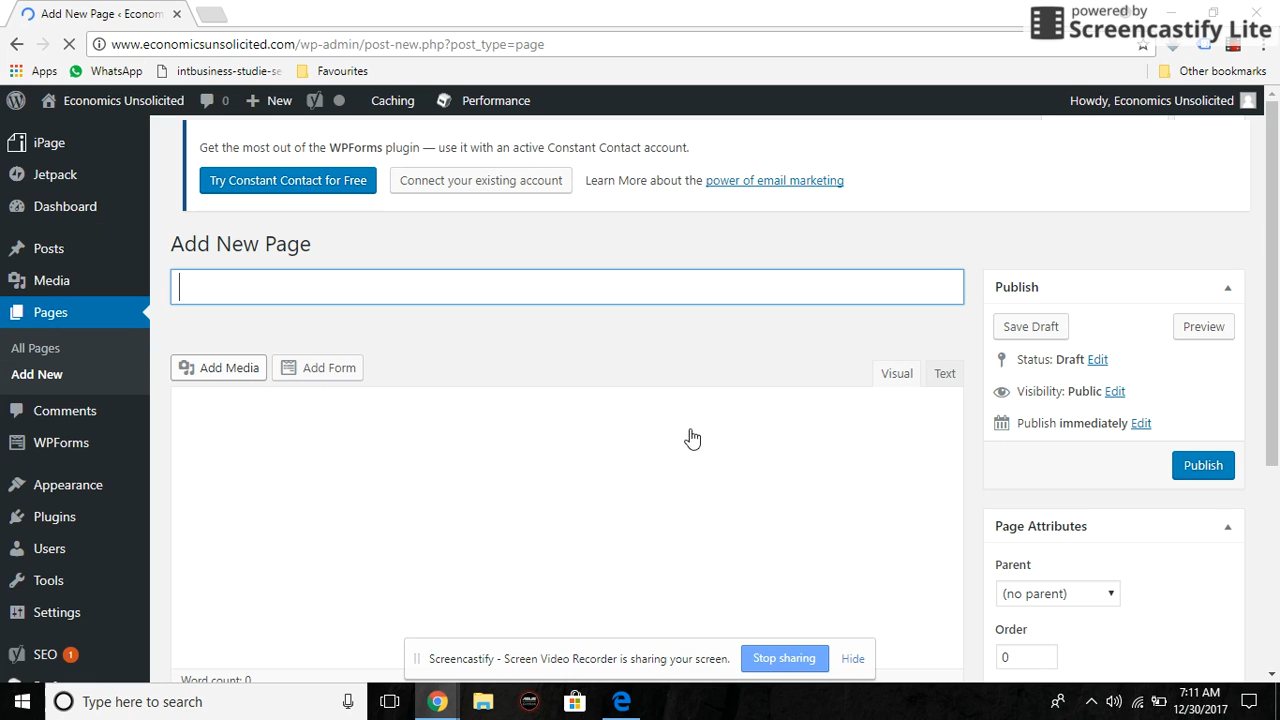 Add New Page ‹ Econom
powered by
Screencastify Lite
www.economicsunsolicited.com/wp-admin/post-new.php?post_type=page
Apps
WhatsApp
intbusiness-studie-se
Favourites
Other bookmarks
Economics Unsolicited
0
New
Caching
Performance
Howdy, Economics Unsolicited
iPage
Jetpack
Dashboard
Posts
Media
Pages
All Pages
Add New
Comments
WPForms
Appearance
Plugins
Users
Tools
Settings
SEO 1
Get the most out of the WPForms plugin — use it with an active Constant Contact account.
Try Constant Contact for Free
Connect your existing account
Learn More about the power of email marketing
Add New Page
Add Media
Add Form
Visual
Text
Word count: 0
Publish
Save Draft
Preview
Status: Draft Edit
Visibility: Public Edit
Publish immediately Edit
Publish
Page Attributes
Parent
(no parent)
Order
0
Screencastify - Screen Video Recorder is sharing your screen.
Stop sharing
Hide
Type here to search
7:11 AM
12/30/2017